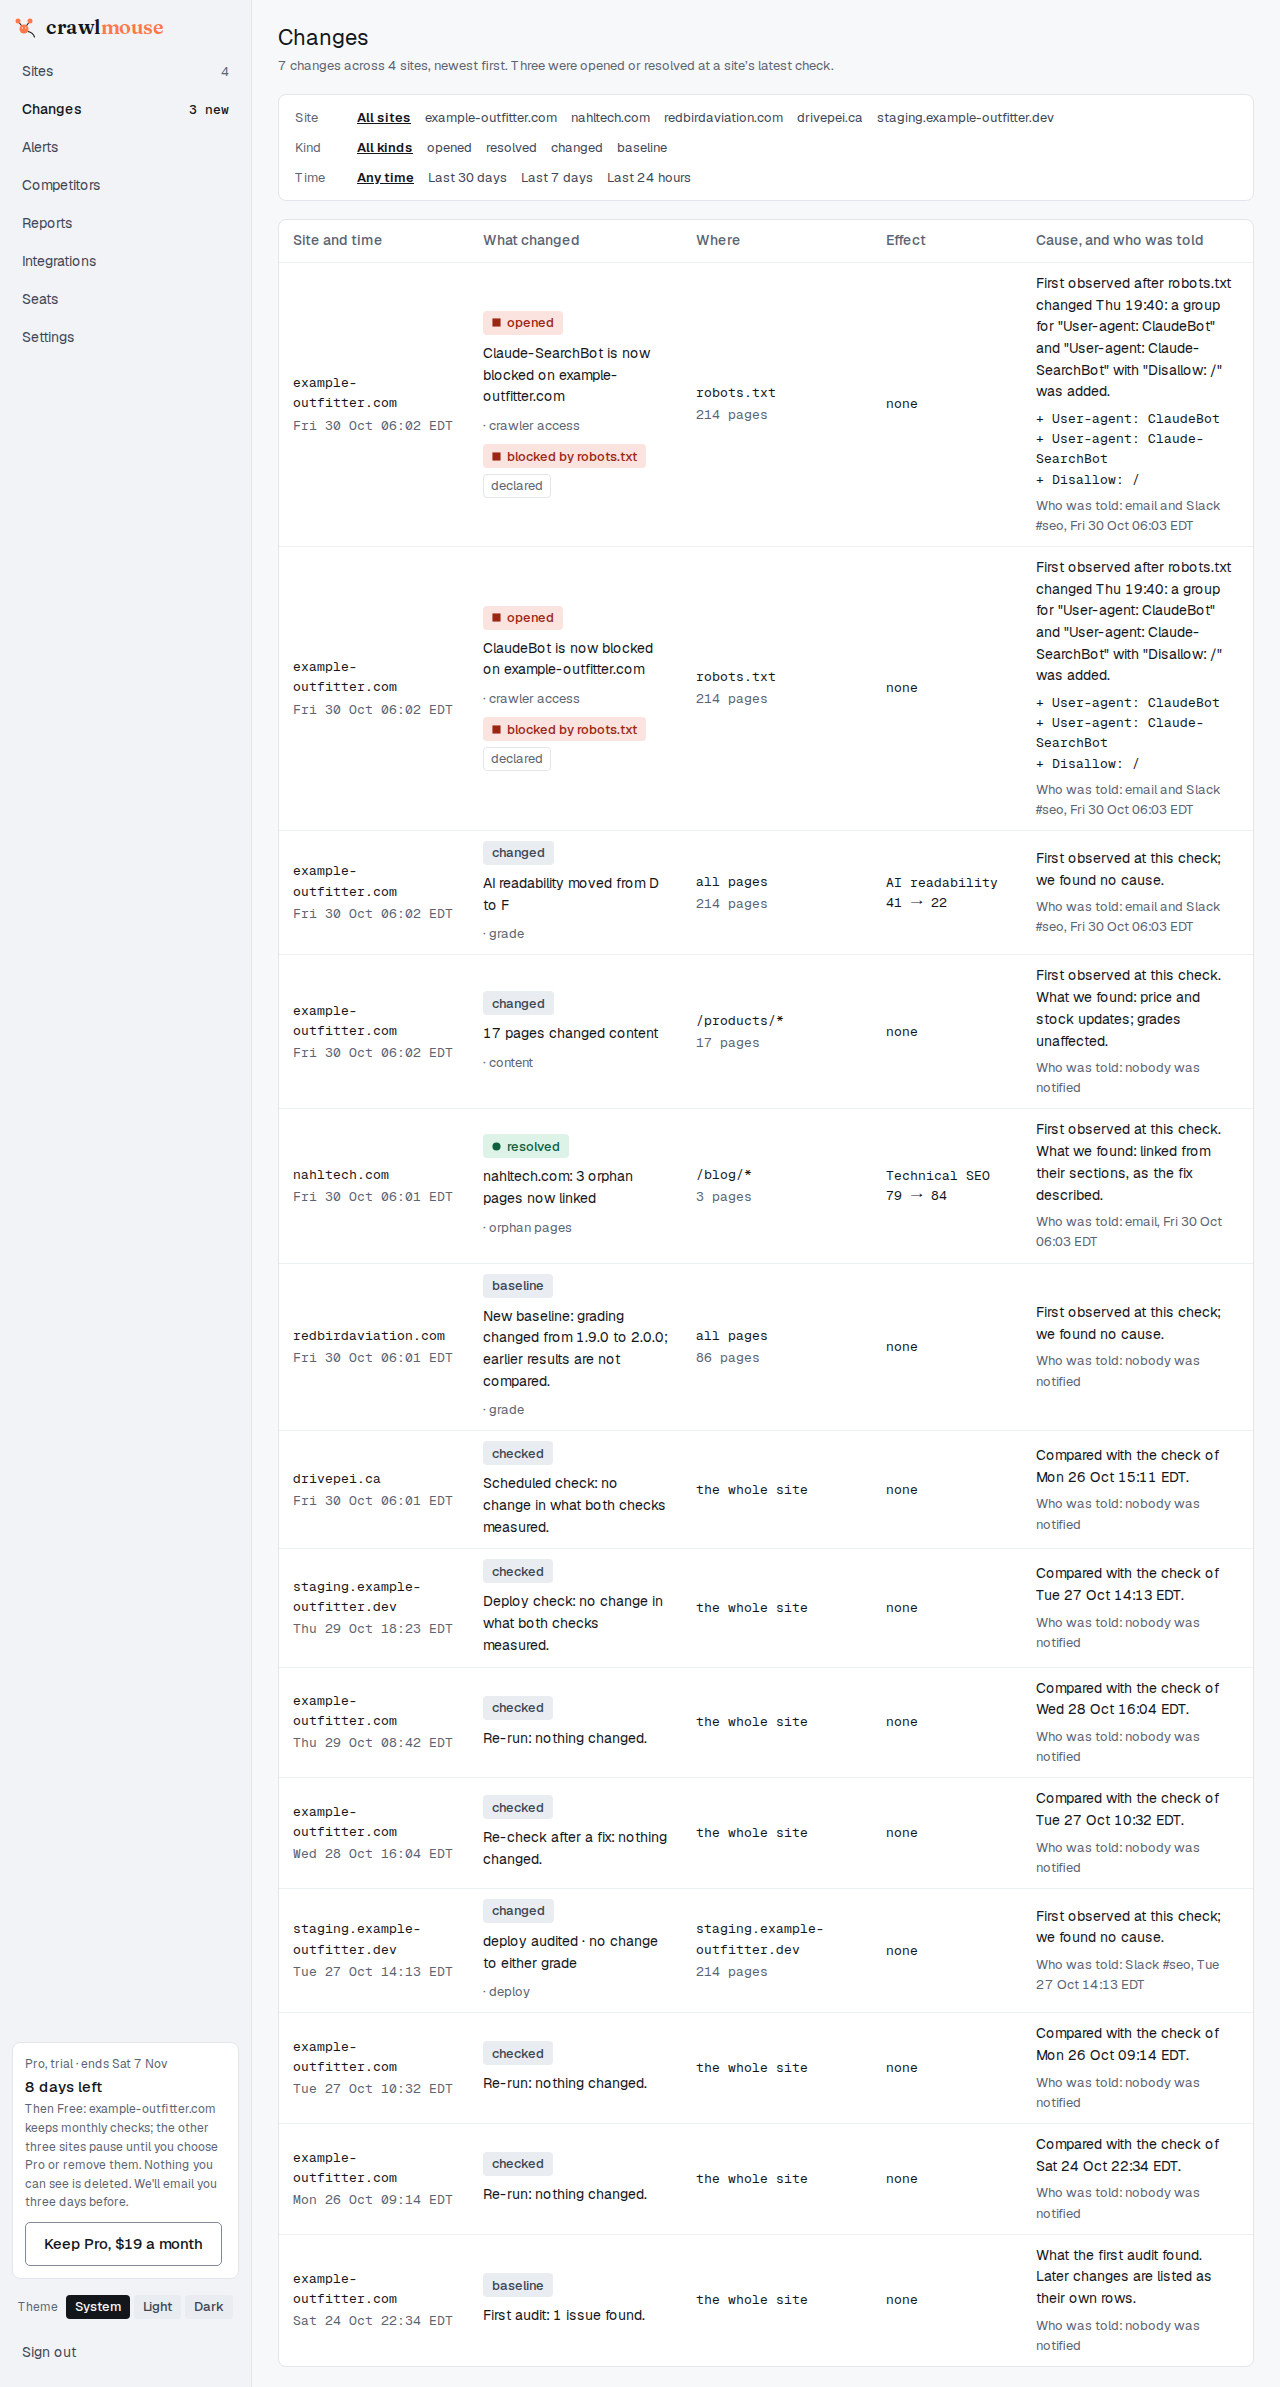 crawlmouse
Sites 4
Changes 3 new
Alerts
Competitors
Reports
Integrations
Seats
Settings
Pro, trial · ends Sat 7 Nov
8 days left
Then Free: example-outfitter.com
keeps monthly checks; the other
three sites pause until you choose
Pro or remove them. Nothing you
can see is deleted. We'll email you
three days before.
Keep Pro, $19 a month
Theme System Light Dark
Sign out
Changes
7 changes across 4 sites, newest first. Three were opened or resolved at a site's latest check.
Site All sites example-outfitter.com nahltech.com redbirdaviation.com drivepei.ca staging.example-outfitter.dev
Kind All kinds opened resolved changed baseline
Time Any time Last 30 days Last 7 days Last 24 hours
Site and time What changed Where Effect Cause, and who was told
example-
outfitter.com
Fri 30 Oct 06:02 EDT
opened
Claude-SearchBot is now
blocked on example-
outfitter.com
· crawler access
blocked by robots.txt
declared
robots.txt
214 pages
none
First observed after robots.txt
changed Thu 19:40: a group
for "User-agent: ClaudeBot"
and "User-agent: Claude-
SearchBot" with "Disallow: /"
was added.
+ User-agent: ClaudeBot
+ User-agent: Claude-
SearchBot
+ Disallow: /
Who was told: email and Slack
#seo, Fri 30 Oct 06:03 EDT
example-
outfitter.com
Fri 30 Oct 06:02 EDT
opened
ClaudeBot is now blocked
on example-outfitter.com
· crawler access
blocked by robots.txt
declared
robots.txt
214 pages
none
First observed after robots.txt
changed Thu 19:40: a group
for "User-agent: ClaudeBot"
and "User-agent: Claude-
SearchBot" with "Disallow: /"
was added.
+ User-agent: ClaudeBot
+ User-agent: Claude-
SearchBot
+ Disallow: /
Who was told: email and Slack
#seo, Fri 30 Oct 06:03 EDT
example-
outfitter.com
Fri 30 Oct 06:02 EDT
changed
AI readability moved from D
to F
· grade
all pages
214 pages
AI readability
41 → 22
First observed at this check;
we found no cause.
Who was told: email and Slack
#seo, Fri 30 Oct 06:03 EDT
example-
outfitter.com
Fri 30 Oct 06:02 EDT
changed
17 pages changed content
· content
/products/*
17 pages
none
First observed at this check.
What we found: price and
stock updates; grades
unaffected.
Who was told: nobody was
notified
nahltech.com
Fri 30 Oct 06:01 EDT
resolved
nahltech.com: 3 orphan
pages now linked
· orphan pages
/blog/*
3 pages
Technical SEO
79 → 84
First observed at this check.
What we found: linked from
their sections, as the fix
described.
Who was told: email, Fri 30 Oct
06:03 EDT
redbirdaviation.com
Fri 30 Oct 06:01 EDT
baseline
New baseline: grading
changed from 1.9.0 to 2.0.0;
earlier results are not
compared.
· grade
all pages
86 pages
none
First observed at this check;
we found no cause.
Who was told: nobody was
notified
drivepei.ca
Fri 30 Oct 06:01 EDT
checked
Scheduled check: no
change in what both checks
measured.
the whole site
none
Compared with the check of
Mon 26 Oct 15:11 EDT.
Who was told: nobody was
notified
staging.example-
outfitter.dev
Thu 29 Oct 18:23 EDT
checked
Deploy check: no change in
what both checks
measured.
the whole site
none
Compared with the check of
Tue 27 Oct 14:13 EDT.
Who was told: nobody was
notified
example-
outfitter.com
Thu 29 Oct 08:42 EDT
checked
Re-run: nothing changed.
the whole site
none
Compared with the check of
Wed 28 Oct 16:04 EDT.
Who was told: nobody was
notified
example-
outfitter.com
Wed 28 Oct 16:04 EDT
checked
Re-check after a fix: nothing
changed.
the whole site
none
Compared with the check of
Tue 27 Oct 10:32 EDT.
Who was told: nobody was
notified
staging.example-
outfitter.dev
Tue 27 Oct 14:13 EDT
changed
deploy audited · no change
to either grade
· deploy
staging.example-
outfitter.dev
214 pages
none
First observed at this check;
we found no cause.
Who was told: Slack #seo, Tue
27 Oct 14:13 EDT
example-
outfitter.com
Tue 27 Oct 10:32 EDT
checked
Re-run: nothing changed.
the whole site
none
Compared with the check of
Mon 26 Oct 09:14 EDT.
Who was told: nobody was
notified
example-
outfitter.com
Mon 26 Oct 09:14 EDT
checked
Re-run: nothing changed.
the whole site
none
Compared with the check of
Sat 24 Oct 22:34 EDT.
Who was told: nobody was
notified
example-
outfitter.com
Sat 24 Oct 22:34 EDT
baseline
First audit: 1 issue found.
the whole site
none
What the first audit found.
Later changes are listed as
their own rows.
Who was told: nobody was
notified